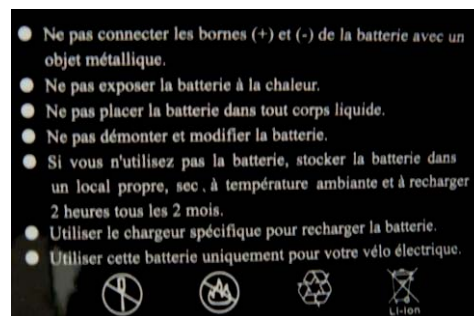 ● Ne pas connecter les bornes (+) et (-) de la batterie avec un
objet métallique.
● Ne pas exposer la batterie à la chaleur.
● Ne pas placer la batterie dans tout corps liquide.
● Ne pas démonter et modifier la batterie.
● Si vous n'utilisez pas la batterie, stocker la batterie dans
un local propre, sec, à température ambiante et à recharger
2 heures tous les 2 mois.
● Utiliser le chargeur spécifique pour recharger la batterie.
● Utiliser cette batterie uniquement pour votre vélo électrique.
Li-Ion